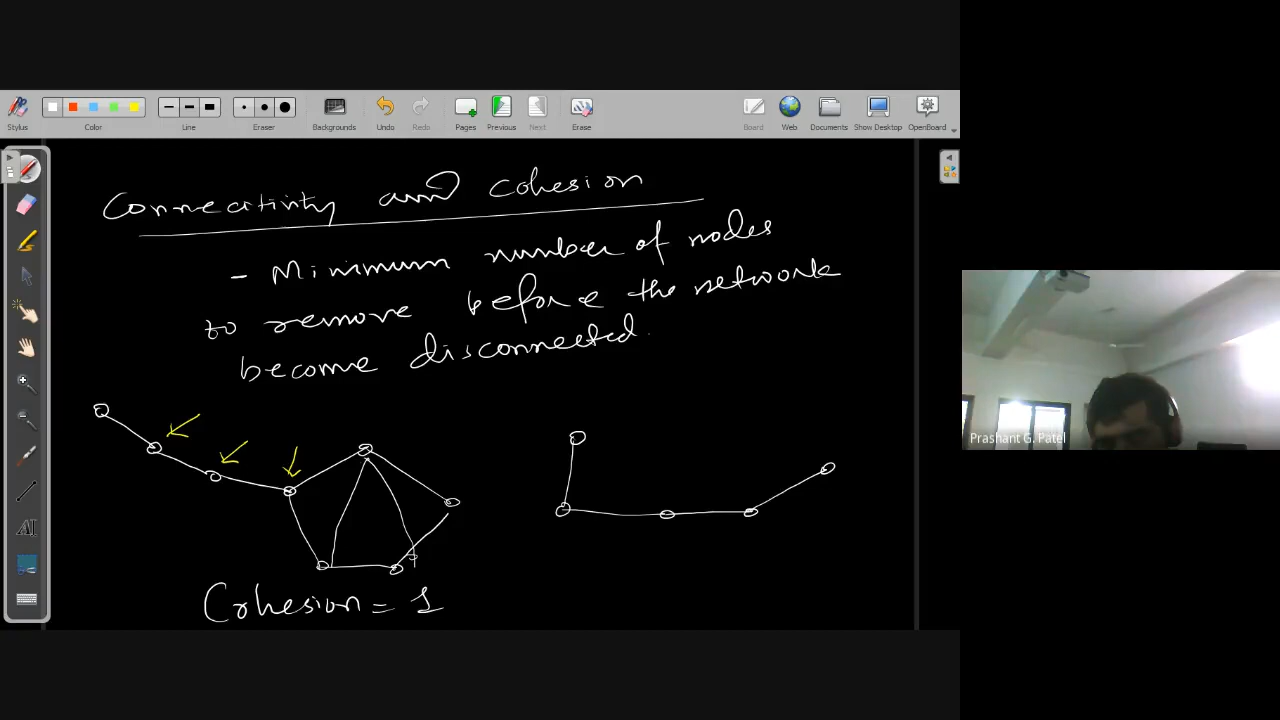 Stylus
Color
Line
Eraser
Backgrounds
Undo
Redo
Pages
Previous
Next
Erase
Board
Web
Documents
Show Desktop
OpenBoard
Connectivity and Cohesion
- Minimum number of nodes
to remove before the network
become disconnected.
Cohesion = 1
Prashant G. Patel